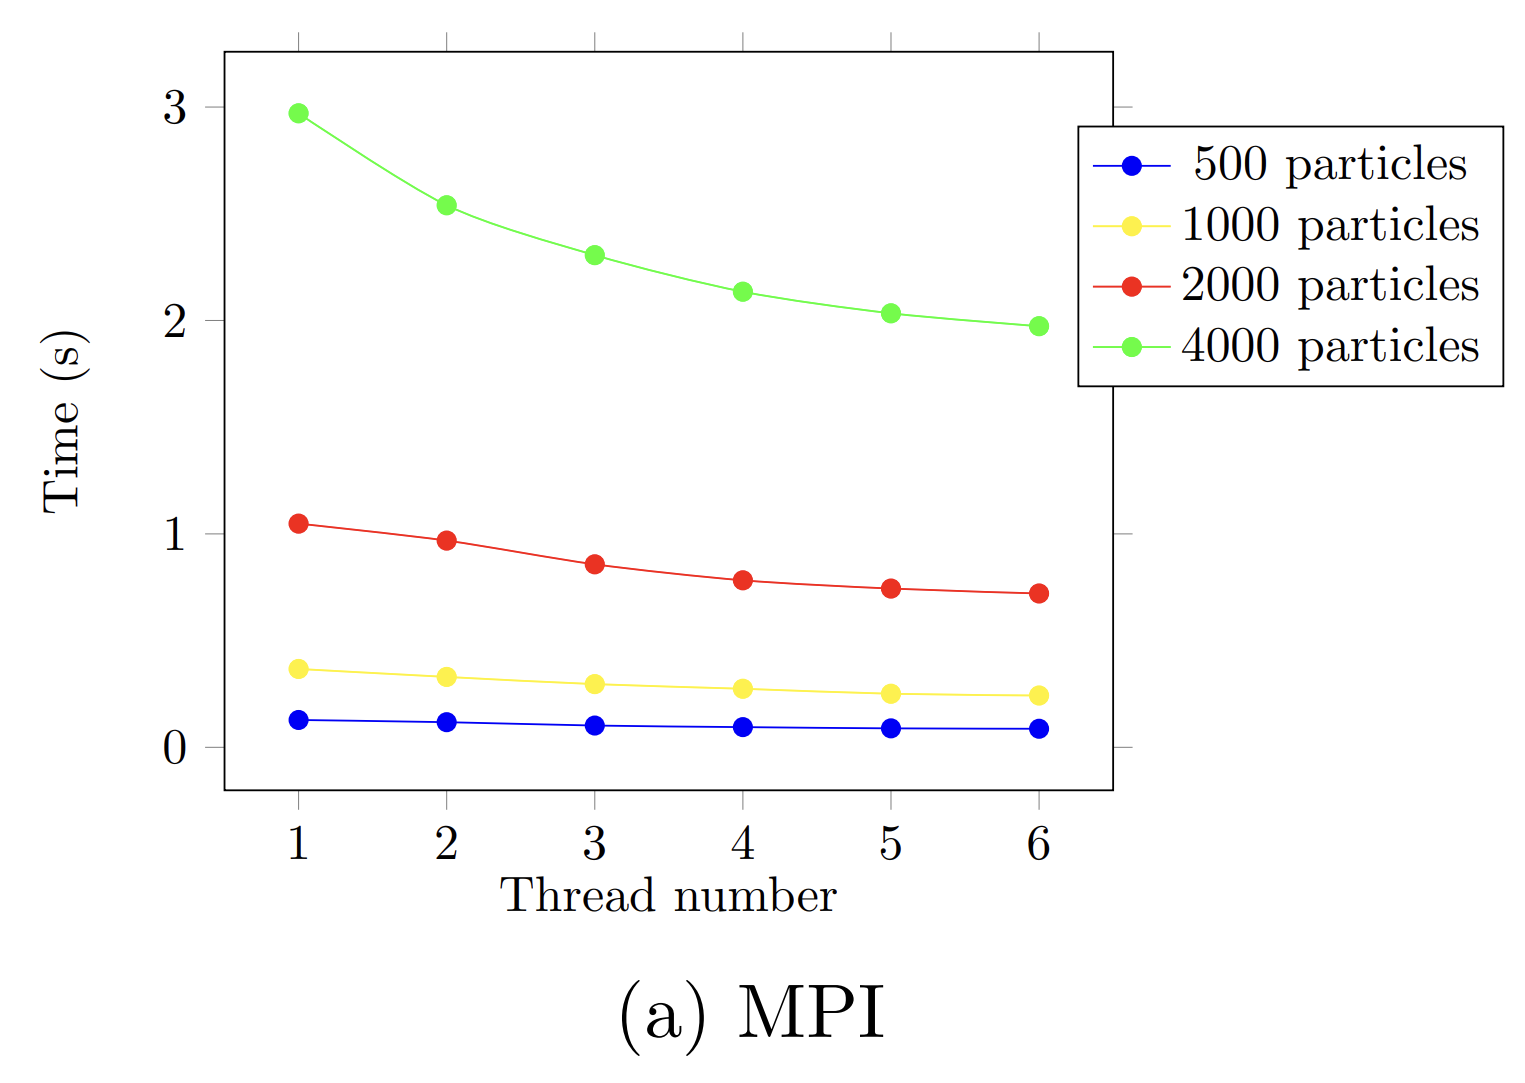 3
2
1
0
Time (s)
500 particles
1000 particles
2000 particles
4000 particles
1 2 3 4 5 6
Thread number
(a) MPI